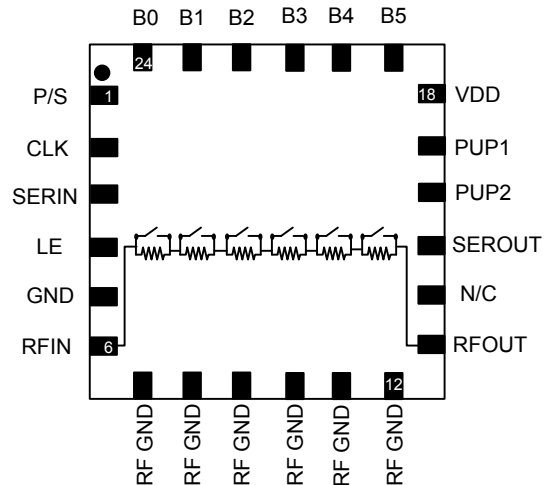 B0 B1 B2 B3 B4 B5
24
P/S 1 18 VDD
CLK PUP1
SERIN PUP2
LE SEROUT
GND N/C
RFIN 6 RFOUT
12
RF GND RF GND RF GND RF GND RF GND RF GND